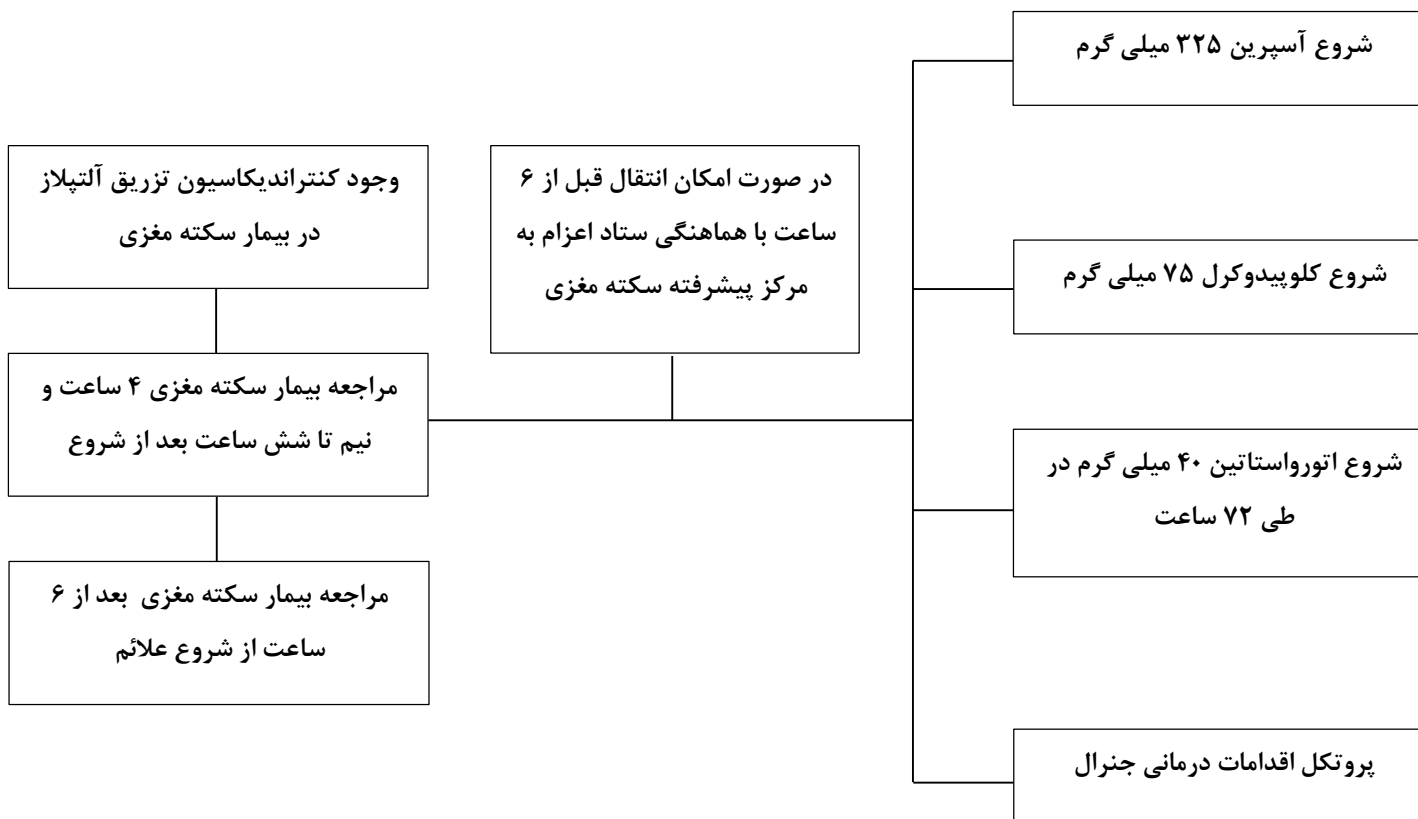 شروع آسپرین ۳۲۵ میلی گرم
وجود کنتراندیکاسیون تزریق آلتپلاز
در بیمار سکته مغزی
در صورت امکان انتقال قبل از ۶
ساعت با هماهنگی ستاد اعزام به
مرکز پیشرفته سکته مغزی
شروع کلوپیدوکرل ۷۵ میلی گرم
مراجعه بیمار سکته مغزی ۴ ساعت و
نیم تا شش ساعت بعد از شروع
شروع اتورواستاتین ۴۰ میلی گرم در
طی ۷۲ ساعت
مراجعه بیمار سکته مغزی بعد از ۶
ساعت از شروع علائم
پروتکل اقدامات درمانی جنرال